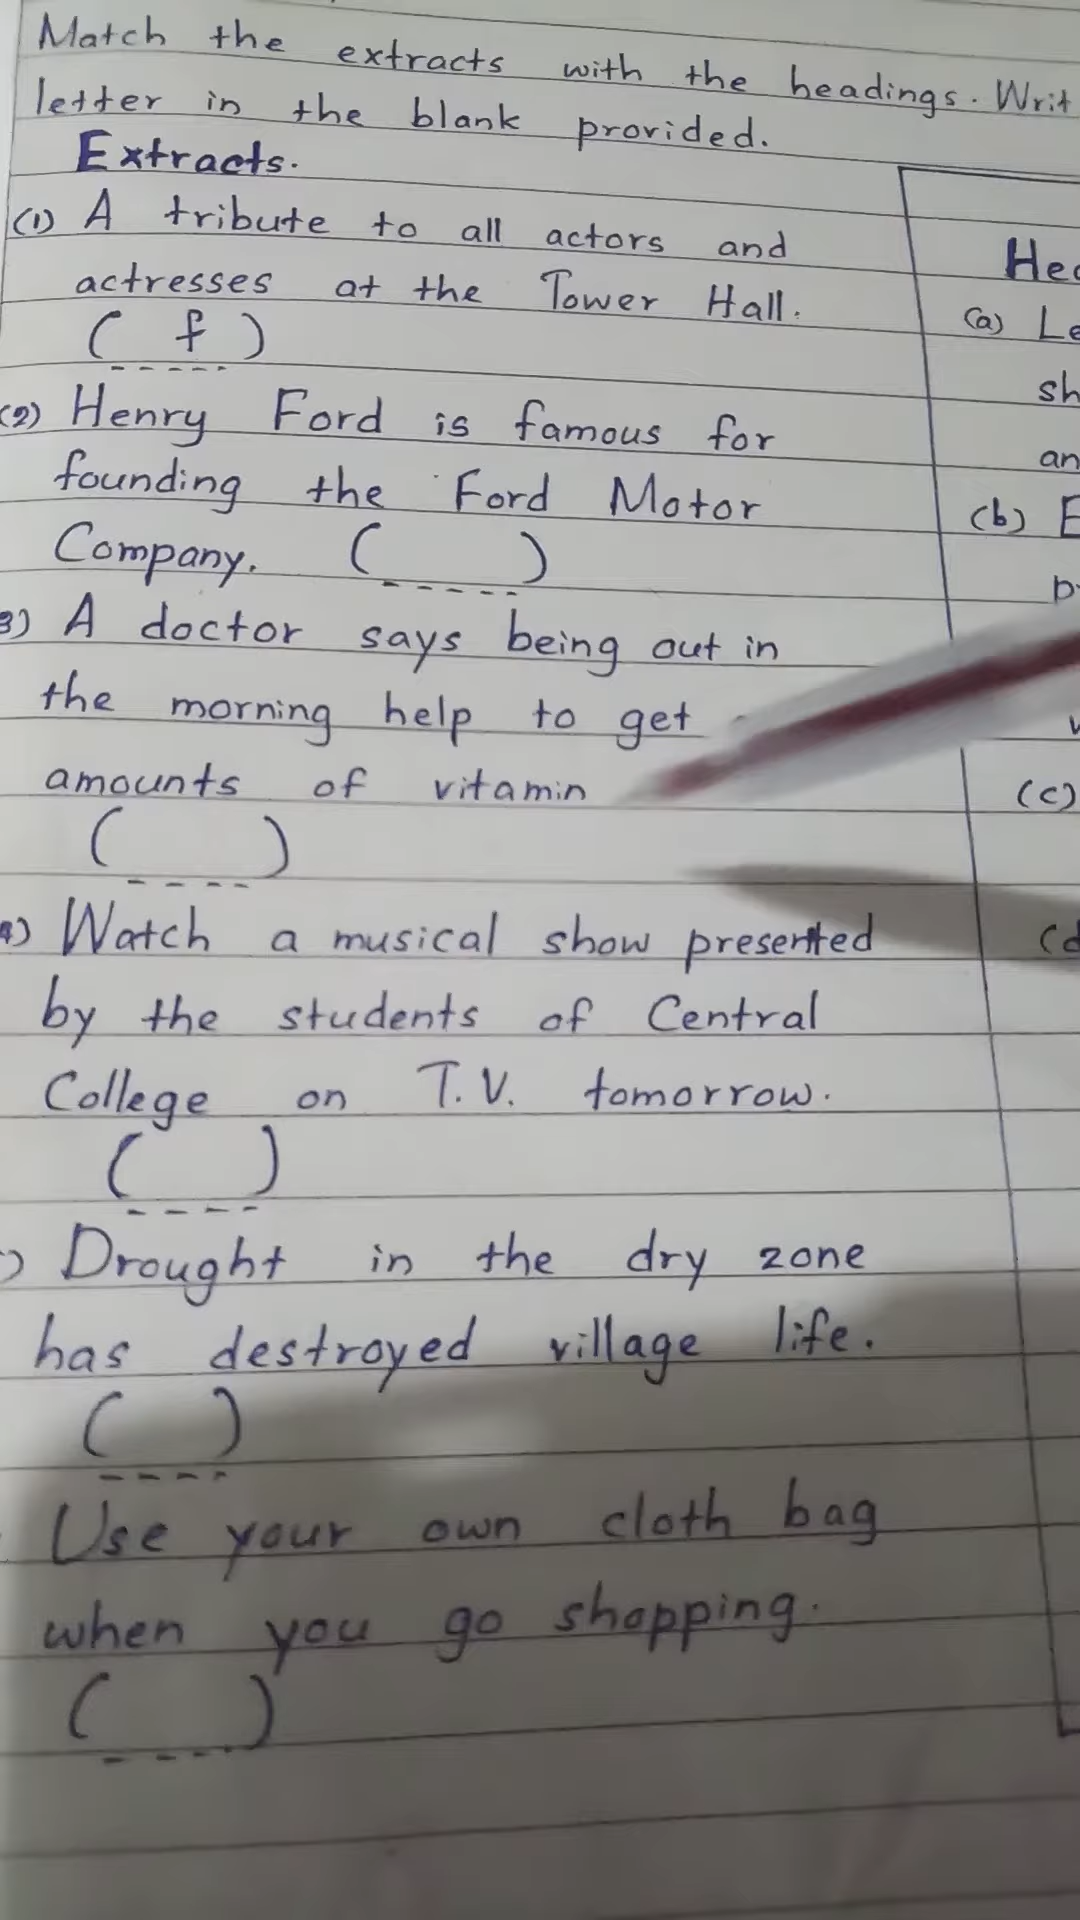 Match the extracts with the headings. Writ
letter in the blank provided.
Extracts.
(1) A tribute to all actors and
actresses at the Tower Hall.
( f )
(2) Henry Ford is famous for
founding the Ford Motor
Company. ( )
3) A doctor says being out in
the morning help to get
amounts of vitamin
( )
4) Watch a musical show presented
by the students of Central
College on T.V. tomorrow.
( )
) Drought in the dry zone
has destroyed village life.
( )
Use your own cloth bag
when you go shopping.
( )
Hea
(a) Le
sh
an
(b) E
(c)
(d